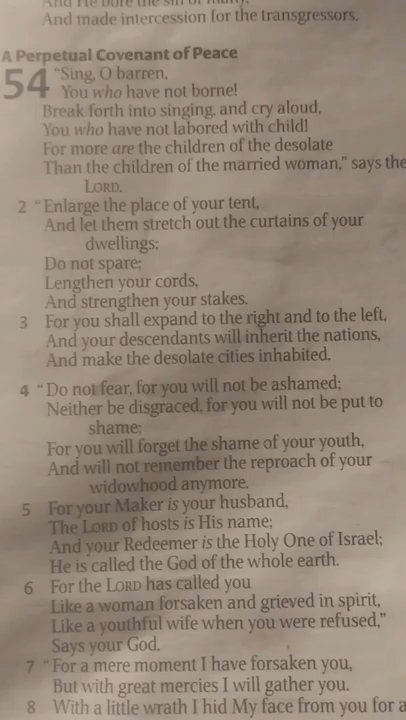 And He bore the sin of many,
And made intercession for the transgressors.
A Perpetual Covenant of Peace
54 “Sing, O barren,
You who have not borne!
Break forth into singing, and cry aloud,
You who have not labored with child!
For more are the children of the desolate
Than the children of the married woman,” says the
LORD.
2 “Enlarge the place of your tent,
And let them stretch out the curtains of your
dwellings;
Do not spare;
Lengthen your cords,
And strengthen your stakes.
3 For you shall expand to the right and to the left,
And your descendants will inherit the nations,
And make the desolate cities inhabited.
4 “Do not fear, for you will not be ashamed;
Neither be disgraced, for you will not be put to
shame;
For you will forget the shame of your youth,
And will not remember the reproach of your
widowhood anymore.
5 For your Maker is your husband,
The LORD of hosts is His name;
And your Redeemer is the Holy One of Israel;
He is called the God of the whole earth.
6 For the LORD has called you
Like a woman forsaken and grieved in spirit,
Like a youthful wife when you were refused,”
Says your God.
7 “For a mere moment I have forsaken you,
But with great mercies I will gather you.
8 With a little wrath I hid My face from you for a